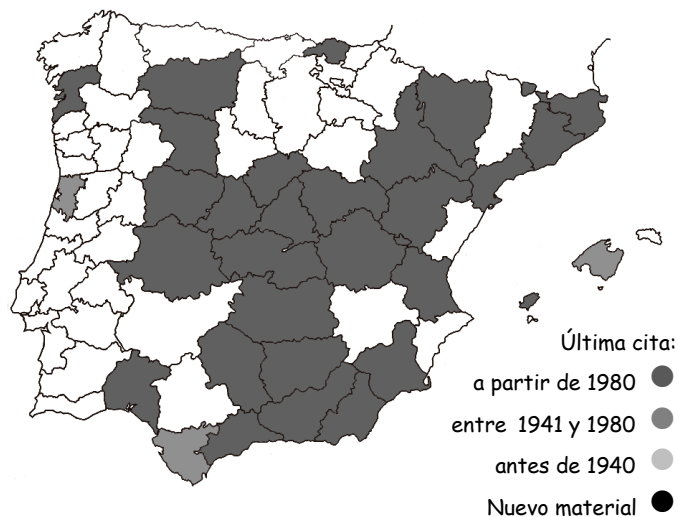 Última cita:
a partir de 1980
entre 1941 y 1980
antes de 1940
Nuevo material